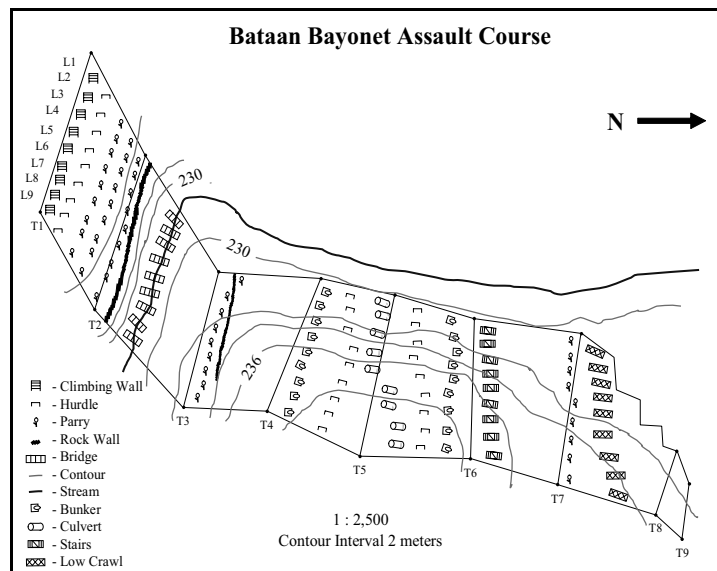 Bataan Bayonet Assault Course
L1
L2
L3
L4
L5
L6
L7
L8
L9
T1
N
230
230
236
T2
T3
T4
T5
T6
T7
T8
T9
- Climbing Wall
- Hurdle
- Parry
- Rock Wall
- Bridge
- Contour
- Stream
- Bunker
- Culvert
- Stairs
- Low Crawl
1 : 2,500
Contour Interval 2 meters